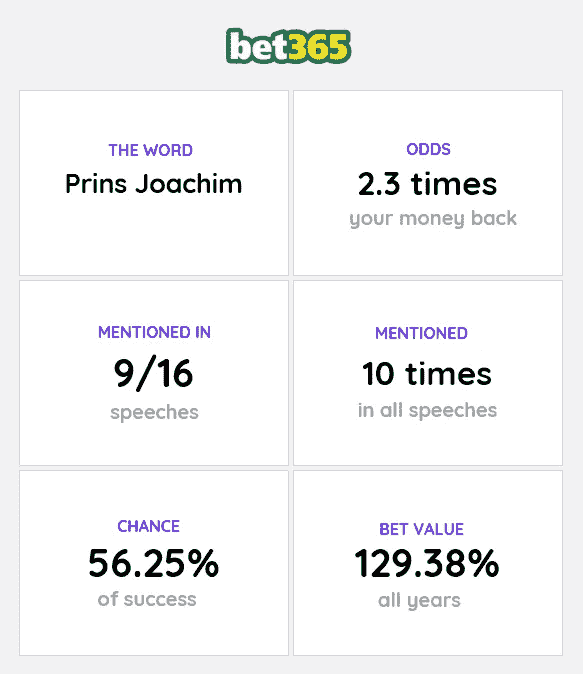 bet365
THE WORD
Prins Joachim
ODDS
2.3 times
your money back
MENTIONED IN
9/16
speeches
MENTIONED
10 times
in all speeches
CHANCE
56.25%
of success
BET VALUE
129.38%
all years